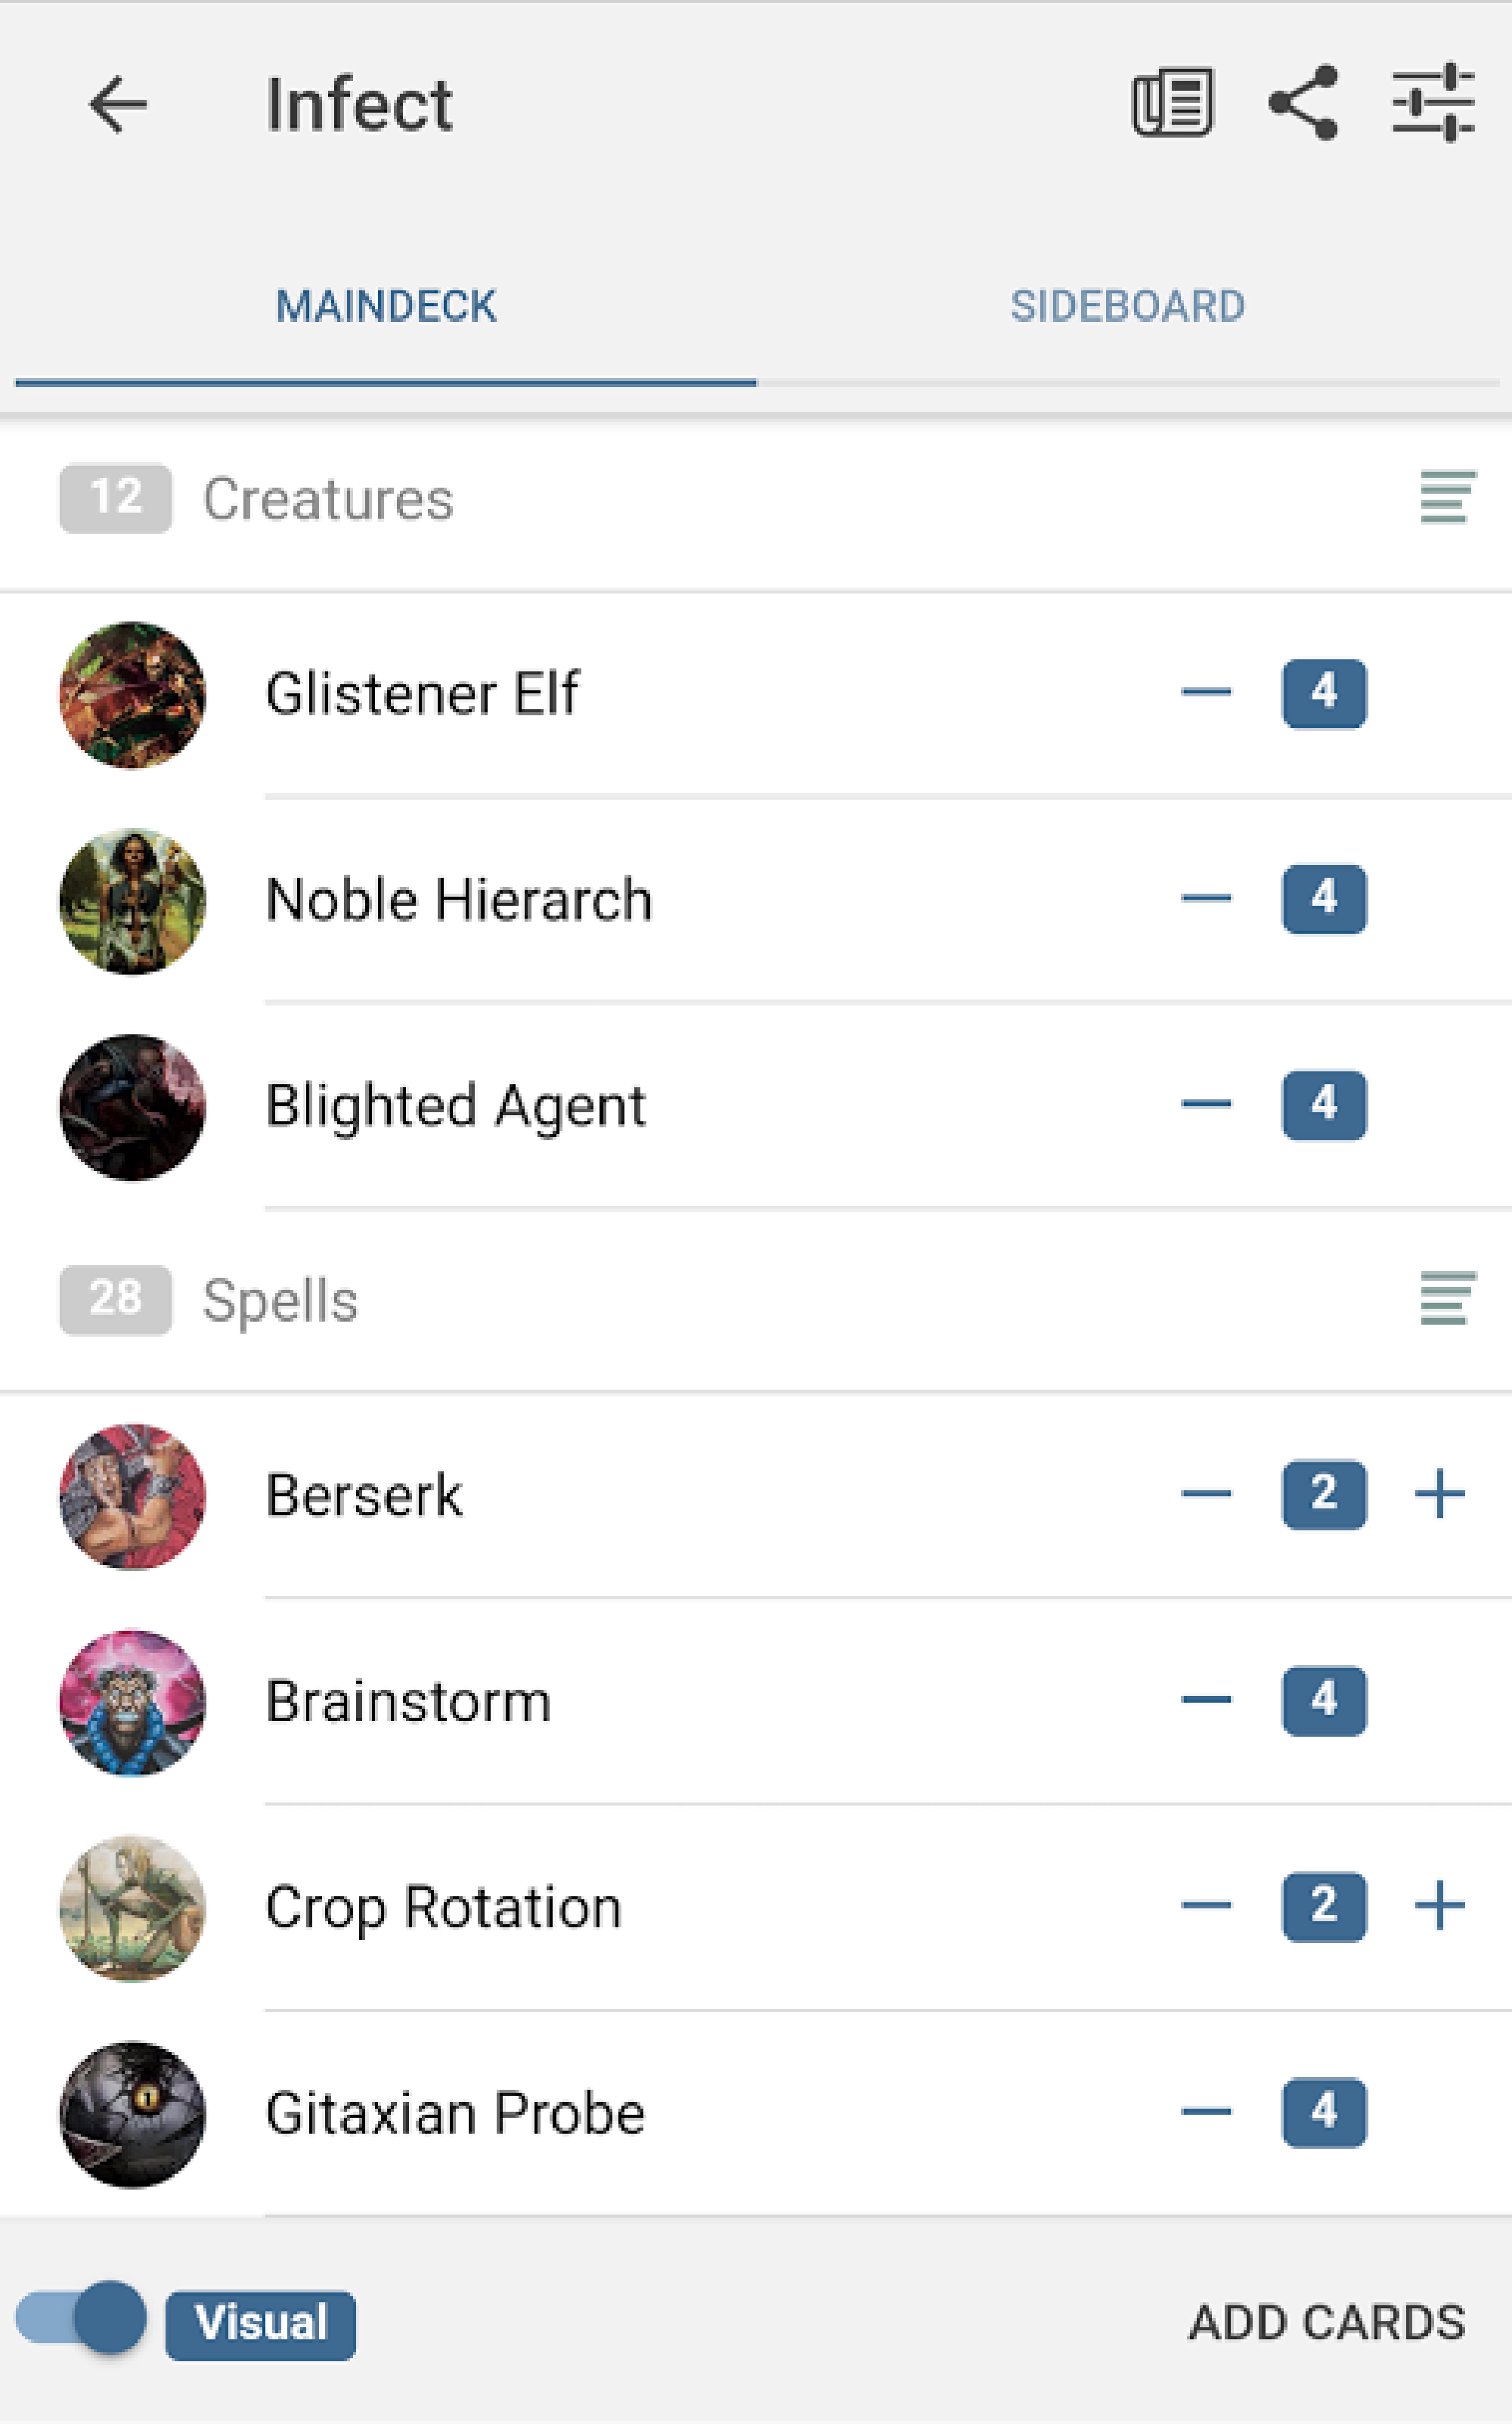 Infect
MAINDECK SIDEBOARD
12 Creatures
Glistener Elf 4
Noble Hierarch 4
Blighted Agent 4
28 Spells
Berserk 2
Brainstorm 4
Crop Rotation 2
Gitaxian Probe 4
Visual ADD CARDS